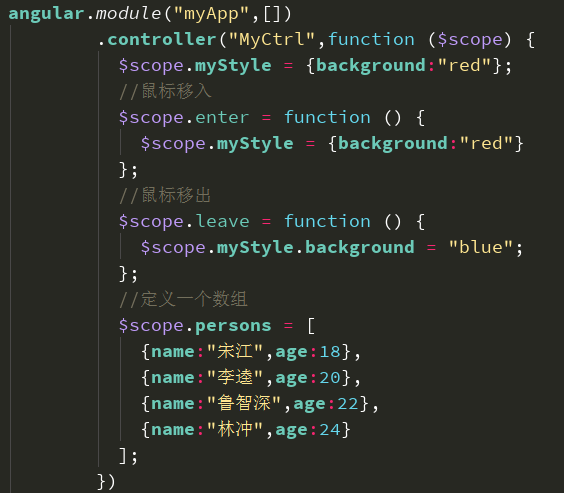 angular.module("myApp",[])
.controller("MyCtrl",function ($scope) {
$scope.myStyle = {background:"red"};
//鼠标移入
$scope.enter = function () {
$scope.myStyle = {background:"red"}
};
//鼠标移出
$scope.leave = function () {
$scope.myStyle.background = "blue";
};
//定义一个数组
$scope.persons = [
{name:"宋江",age:18},
{name:"李逵",age:20},
{name:"鲁智深",age:22},
{name:"林冲",age:24}
];
})